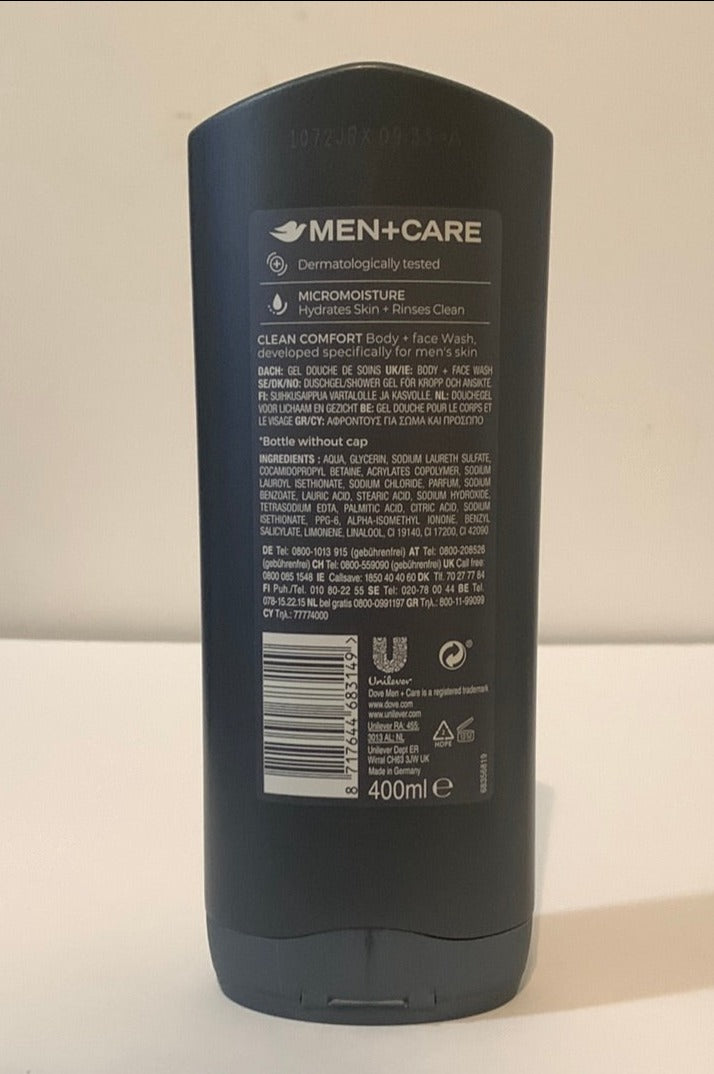 MEN+CARE
Dermatologically tested
MICROMOISTURE
Hydrates Skin + Rinses Clean
CLEAN COMFORT Body + face Wash,
developed specifically for men's skin
DACH: GEL DOUCHE DE SOINS UK/IE: BODY + FACE WASH
SE/DK/NO: DUSCHGEL/SHOWER GEL FÖR KROPP OCH ANSIKTE
FI: SUIHKUSAIPPUA VARTALOLLE JA KASVOLLE. NL: DOUCHEGEL
VOOR LICHAAM EN GEZICHT BE: GEL DOUCHE POUR LE CORPS ET
LE VISAGE GR/CY: ΑΦΡΟΝΤΟΥΣ ΓΙΑ ΣΩΜΑ ΚΑΙ ΠΡΟΣΩΠΟ
*Bottle without cap
INGREDIENTS : AQUA, GLYCERIN, SODIUM LAURETH SULFATE,
COCAMIDOPROPYL BETAINE, ACRYLATES COPOLYMER, SODIUM
LAUROYL ISETHIONATE, SODIUM CHLORIDE, PARFUM, SODIUM
BENZOATE, LAURIC ACID, STEARIC ACID, SODIUM HYDROXIDE,
TETRASODIUM EDTA, PALMITIC ACID, CITRIC ACID, SODIUM
ISETHIONATE, PPG-6, ALPHA-ISOMETHYL IONONE, BENZYL
SALICYLATE, LIMONENE, LINALOOL, CI 19140, CI 17200, CI 42090
DE Tel: 0800-1013 915 (gebührenfrei) AT Tel: 0800-208526
(gebührenfrei) CH Tel: 0800-559090 (gebührenfrei) UK Call free:
0800 085 1548 IE Callsave: 1850 40 40 60 DK Tlf. 70 27 77 84
FI Puh./Tel. 010 80 22 55 SE Tel: 020-78 00 44 BE Tel.
078-15.22.15 NL bel gratis 0800-0991197 GR Τηλ.: 800-11-99099
CY Τηλ.: 77774000
8 717644 683149 >
Unilever
Dove Men + Care is a registered trademark
www.dove.com
www.unilever.com
Unilever RA: 455;
3013 AL; NL
Unilever Dept ER
Wirral CH63 3JW UK
Made in Germany
400ml ℮
2
HDPE
68356819